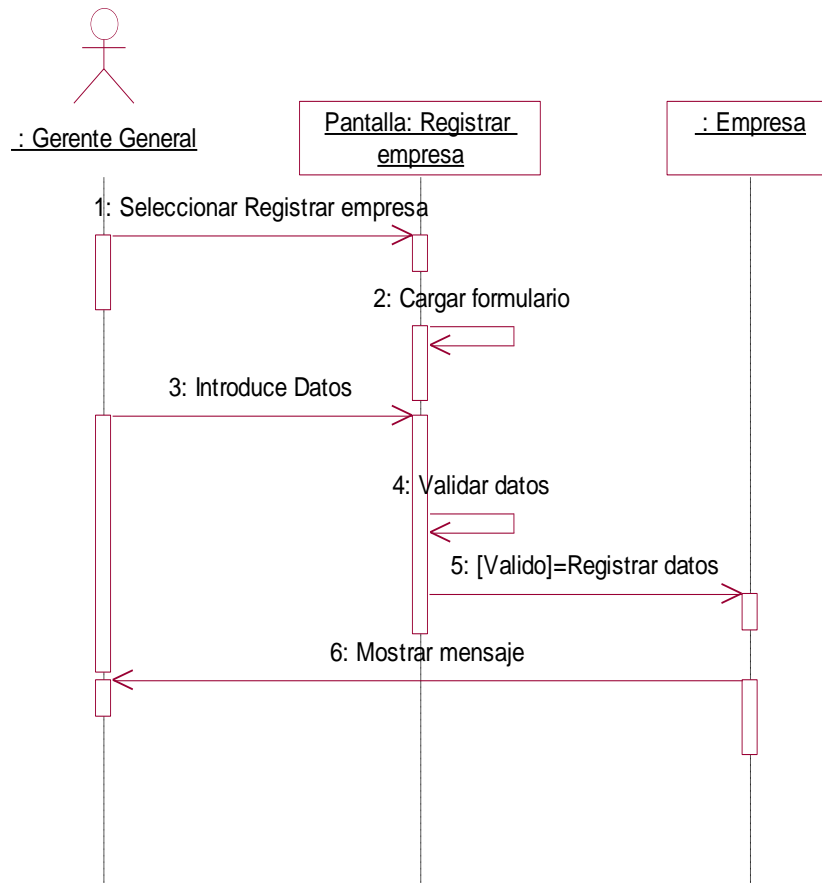 : Gerente General
Pantalla: Registrar
empresa
: Empresa
1: Seleccionar Registrar empresa
2: Cargar formulario
3: Introduce Datos
4: Validar datos
5: [Valido]=Registrar datos
6: Mostrar mensaje